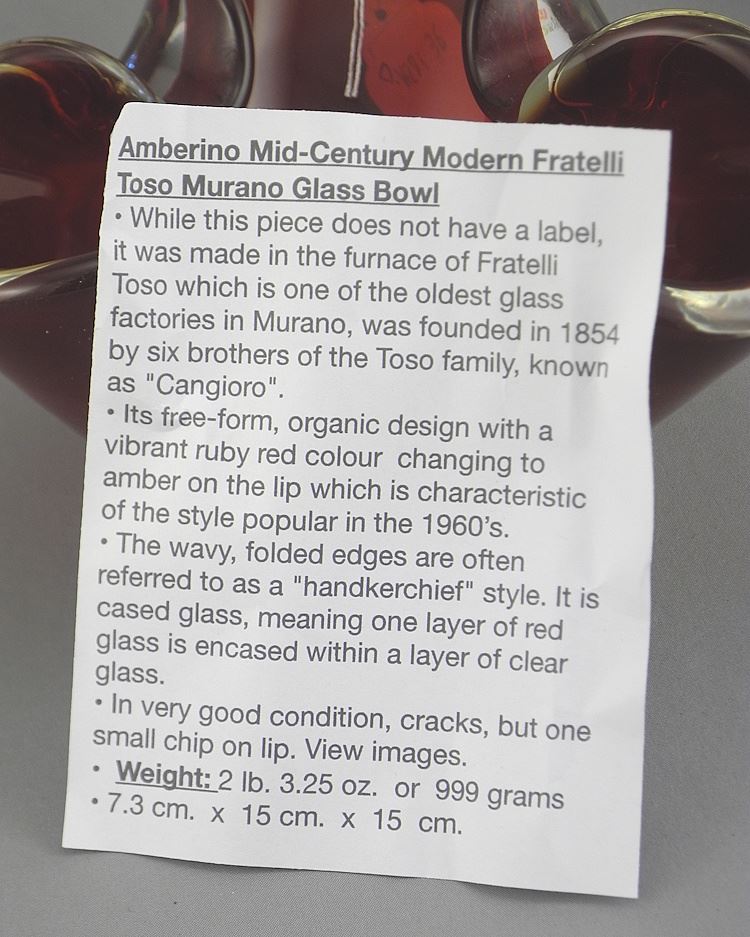 Amberino Mid-Century Modern Fratelli
Toso Murano Glass Bowl
• While this piece does not have a label,
it was made in the furnace of Fratelli
Toso which is one of the oldest glass
factories in Murano, was founded in 1854
by six brothers of the Toso family, known
as "Cangioro".
• Its free-form, organic design with a
vibrant ruby red colour  changing to
amber on the lip which is characteristic
of the style popular in the 1960's.
• The wavy, folded edges are often
referred to as a "handkerchief" style. It is
cased glass, meaning one layer of red
glass is encased within a layer of clear
glass.
• In very good condition, cracks, but one
small chip on lip. View images.
• Weight: 2 lb. 3.25 oz.  or  999 grams
• 7.3 cm.  x  15 cm.  x  15  cm.